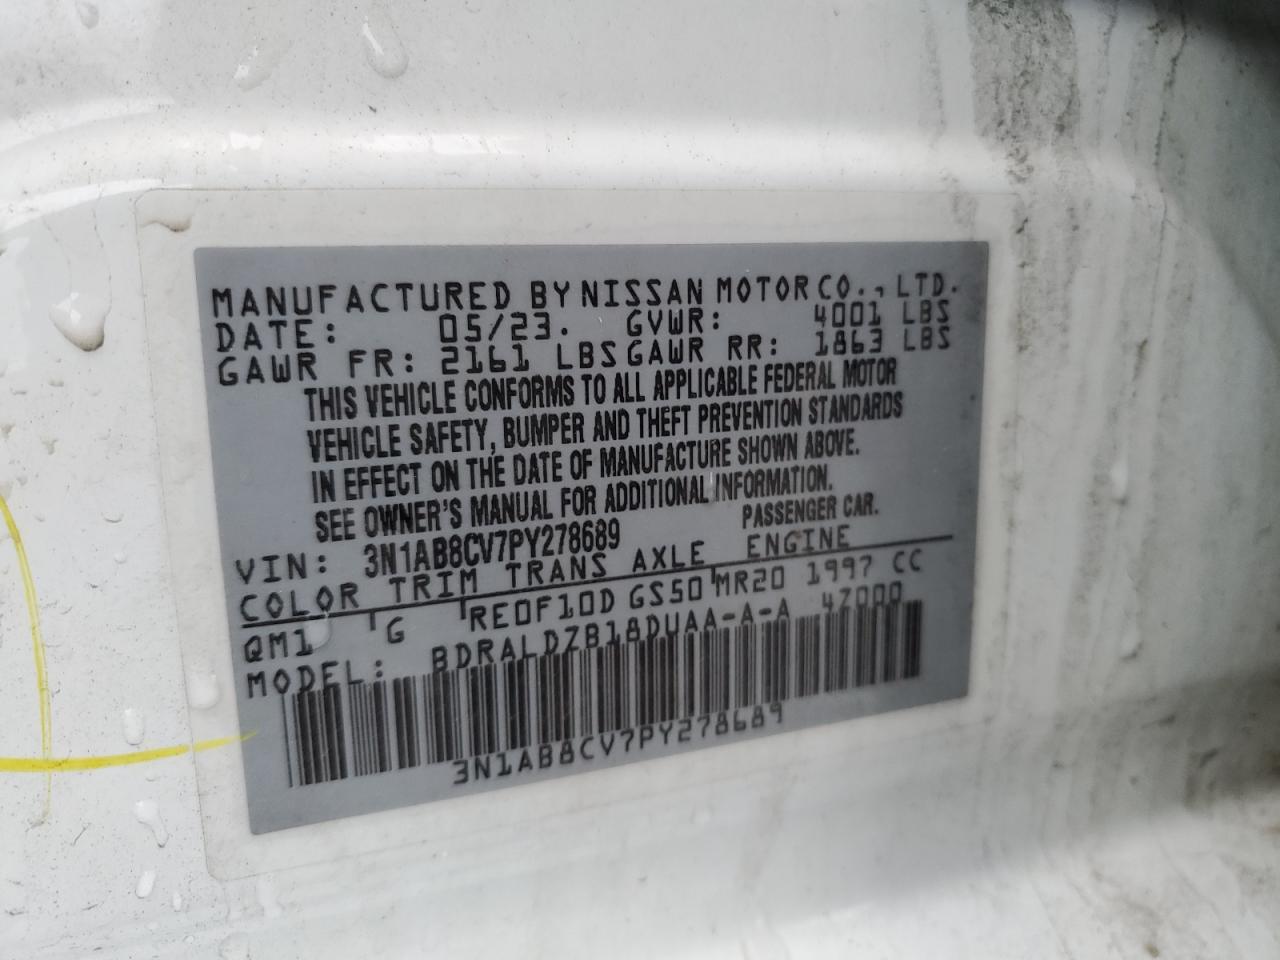 MANUFACTURED BY NISSAN MOTOR CO., LTD.
DATE: 05/23. GVWR: 4001 LBS
GAWR FR: 2161 LBS GAWR RR: 1863 LBS
THIS VEHICLE CONFORMS TO ALL APPLICABLE FEDERAL MOTOR
VEHICLE SAFETY, BUMPER AND THEFT PREVENTION STANDARDS
IN EFFECT ON THE DATE OF MANUFACTURE SHOWN ABOVE.
SEE OWNER'S MANUAL FOR ADDITIONAL INFORMATION.
VIN: 3N1AB8CV7PY278689 PASSENGER CAR.
COLOR TRIM TRANS AXLE ENGINE
QM1 G RE0F10D GS50 MR20 1997 CC
MODEL: BDRALDZB18DUAA-A-A 47000
3N1AB8CV7PY278689